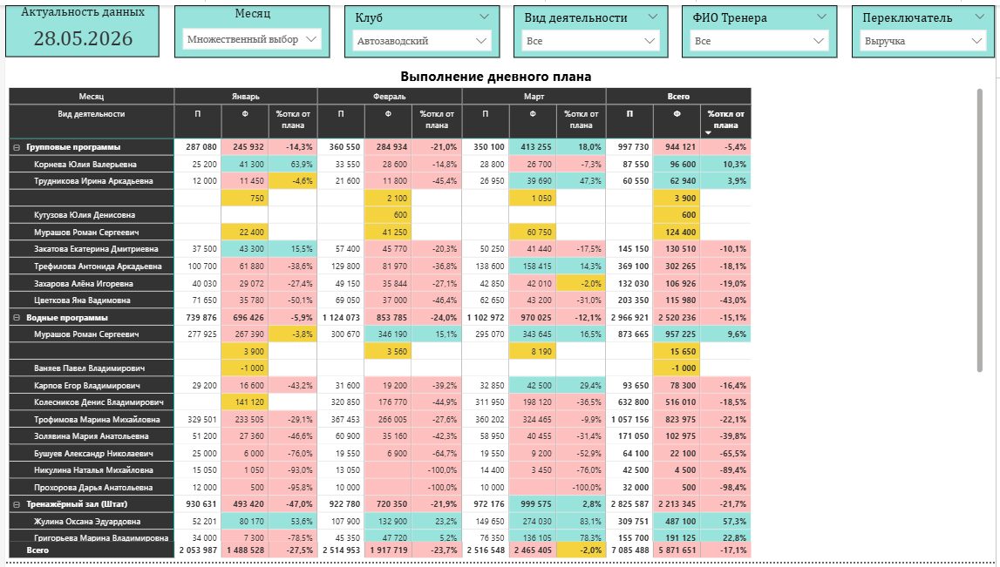 Актуальность данных
28.05.2026
Месяц
Множественный выбор
Клуб
Автозаводский
Вид деятельности
Все
ФИО Тренера
Все
Переключатель
Выручка
Выполнение дневного плана
Месяц Январь Февраль Март Всего
Вид деятельности П Ф %откл от плана П Ф %откл от плана П Ф %откл от плана П Ф %откл от плана
Групповые программы 287 080 245 932 -14,3% 360 550 284 934 -21,0% 350 100 413 255 18,0% 997 730 944 121 -5,4%
Корнева Юлия Валерьевна 25 200 41 300 63,9% 33 550 28 600 -14,8% 28 800 26 700 -7,3% 87 550 96 600 10,3%
Трудникова Ирина Аркадьевна 12 000 11 450 -4,6% 21 600 11 800 -45,4% 26 950 39 690 47,3% 60 550 62 940 3,9%
750 2 100 1 050 3 900
Кутузова Юлия Денисовна 600 600
Мурашов Роман Сергеевич 22 400 41 250 60 750 124 400
Закатова Екатерина Дмитриевна 37 500 43 300 15,5% 57 400 45 770 -20,3% 50 250 41 440 -17,5% 145 150 130 510 -10,1%
Трефилова Антонида Аркадьевна 100 700 61 880 -38,6% 129 800 81 970 -36,8% 138 600 158 415 14,3% 369 100 302 265 -18,1%
Захарова Алёна Игоревна 40 030 29 072 -27,4% 49 150 35 844 -27,1% 42 850 42 010 -2,0% 132 030 106 926 -19,0%
Цветкова Яна Вадимовна 71 650 35 780 -50,1% 69 050 37 000 -46,4% 62 650 43 200 -31,0% 203 350 115 980 -43,0%
Водные программы 739 876 696 426 -5,9% 1 124 073 853 785 -24,0% 1 102 972 970 025 -12,1% 2 966 921 2 520 236 -15,1%
Мурашов Роман Сергеевич 277 925 267 390 -3,8% 300 670 346 190 15,1% 295 070 343 645 16,5% 873 665 957 225 9,6%
3 900 3 560 8 190 15 650
Ваняев Павел Владимирович -1 000 -1 000
Карпов Егор Владимирович 29 200 16 600 -43,2% 31 600 19 200 -39,2% 32 850 42 500 29,4% 93 650 78 300 -16,4%
Колесников Денис Владимирович 141 120 320 850 176 770 -44,9% 311 950 198 120 -36,5% 632 800 516 010 -18,5%
Трофимова Марина Михайловна 329 501 233 505 -29,1% 367 453 266 005 -27,6% 360 202 324 465 -9,9% 1 057 156 823 975 -22,1%
Золявина Мария Анатольевна 51 200 27 360 -46,6% 60 900 35 160 -42,3% 58 950 40 455 -31,4% 171 050 102 975 -39,8%
Бушуев Александр Николаевич 25 000 6 000 -76,0% 19 550 6 900 -64,7% 19 550 9 200 -52,9% 64 100 22 100 -65,5%
Никулина Наталья Михайловна 15 050 1 050 -93,0% 13 050 -100,0% 14 400 3 450 -76,0% 42 500 4 500 -89,4%
Прохорова Дарья Анатольевна 12 000 500 -95,8% 10 000 -100,0% 10 000 -100,0% 32 000 500 -98,4%
Тренажёрный зал (Штат) 930 631 493 420 -47,0% 922 780 720 350 -21,9% 972 176 999 575 2,8% 2 825 587 2 213 345 -21,7%
Жулина Оксана Эдуардовна 52 201 80 170 53,6% 107 900 132 900 23,2% 149 650 274 030 83,1% 309 751 487 100 57,3%
Григорьева Марина Владимировна 34 000 7 300 -78,5% 45 350 47 720 5,2% 76 350 136 105 78,3% 155 700 191 125 22,8%
Всего 2 053 987 1 488 528 -27,5% 2 514 953 1 917 719 -23,7% 2 516 548 2 465 405 -2,0% 7 085 488 5 871 651 -17,1%